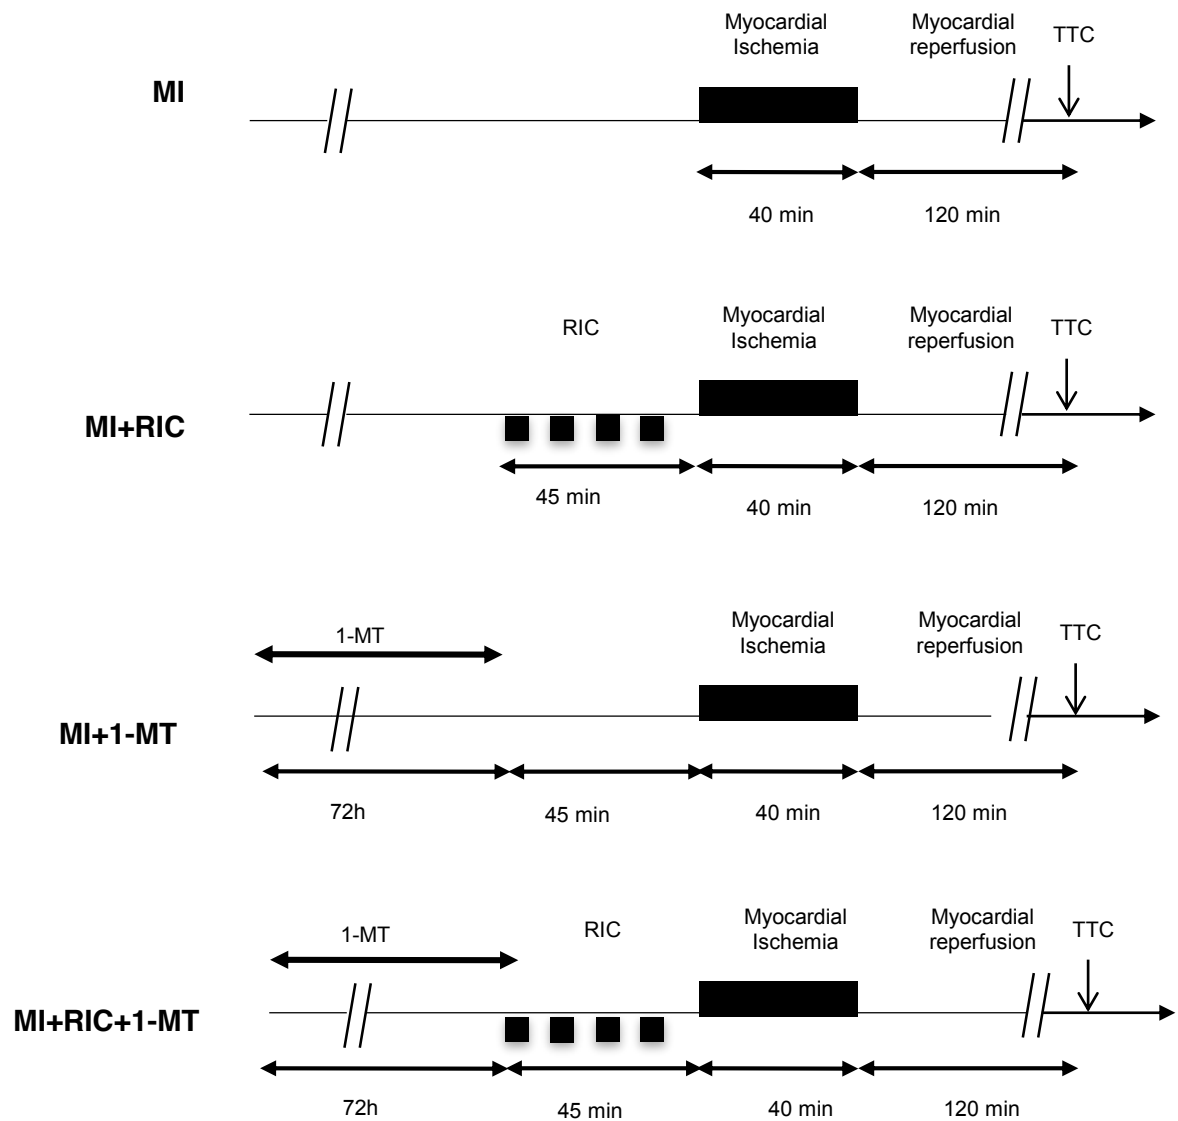 Myocardial
Ischemia
Myocardial
reperfusion
TTC
MI
40 min
120 min
RIC
Myocardial
Ischemia
Myocardial
reperfusion
TTC
MI+RIC
45 min
40 min
120 min
1-MT
Myocardial
Ischemia
Myocardial
reperfusion
TTC
MI+1-MT
72h
45 min
40 min
120 min
1-MT
RIC
Myocardial
Ischemia
Myocardial
reperfusion
TTC
MI+RIC+1-MT
72h
45 min
40 min
120 min